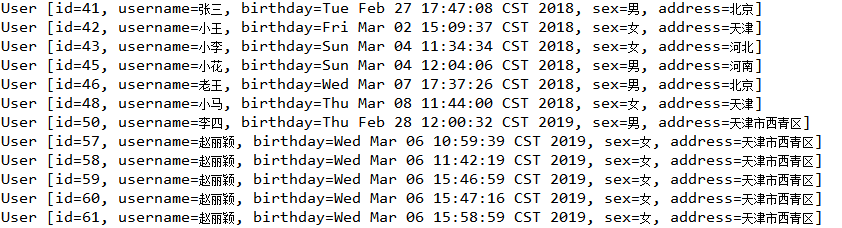 User [id=41, username=张三, birthday=Tue Feb 27 17:47:08 CST 2018, sex=男, address=北京]
User [id=42, username=小王, birthday=Fri Mar 02 15:09:37 CST 2018, sex=女, address=天津]
User [id=43, username=小李, birthday=Sun Mar 04 11:34:34 CST 2018, sex=女, address=河北]
User [id=45, username=小花, birthday=Sun Mar 04 12:04:06 CST 2018, sex=男, address=河南]
User [id=46, username=老王, birthday=Wed Mar 07 17:37:26 CST 2018, sex=男, address=北京]
User [id=48, username=小马, birthday=Thu Mar 08 11:44:00 CST 2018, sex=女, address=天津]
User [id=50, username=李四, birthday=Thu Feb 28 12:00:32 CST 2019, sex=男, address=天津市西青区]
User [id=57, username=赵丽颖, birthday=Wed Mar 06 10:59:39 CST 2019, sex=女, address=天津市西青区]
User [id=58, username=赵丽颖, birthday=Wed Mar 06 11:42:19 CST 2019, sex=女, address=天津市西青区]
User [id=59, username=赵丽颖, birthday=Wed Mar 06 15:46:59 CST 2019, sex=女, address=天津市西青区]
User [id=60, username=赵丽颖, birthday=Wed Mar 06 15:47:16 CST 2019, sex=女, address=天津市西青区]
User [id=61, username=赵丽颖, birthday=Wed Mar 06 15:58:59 CST 2019, sex=女, address=天津市西青区]